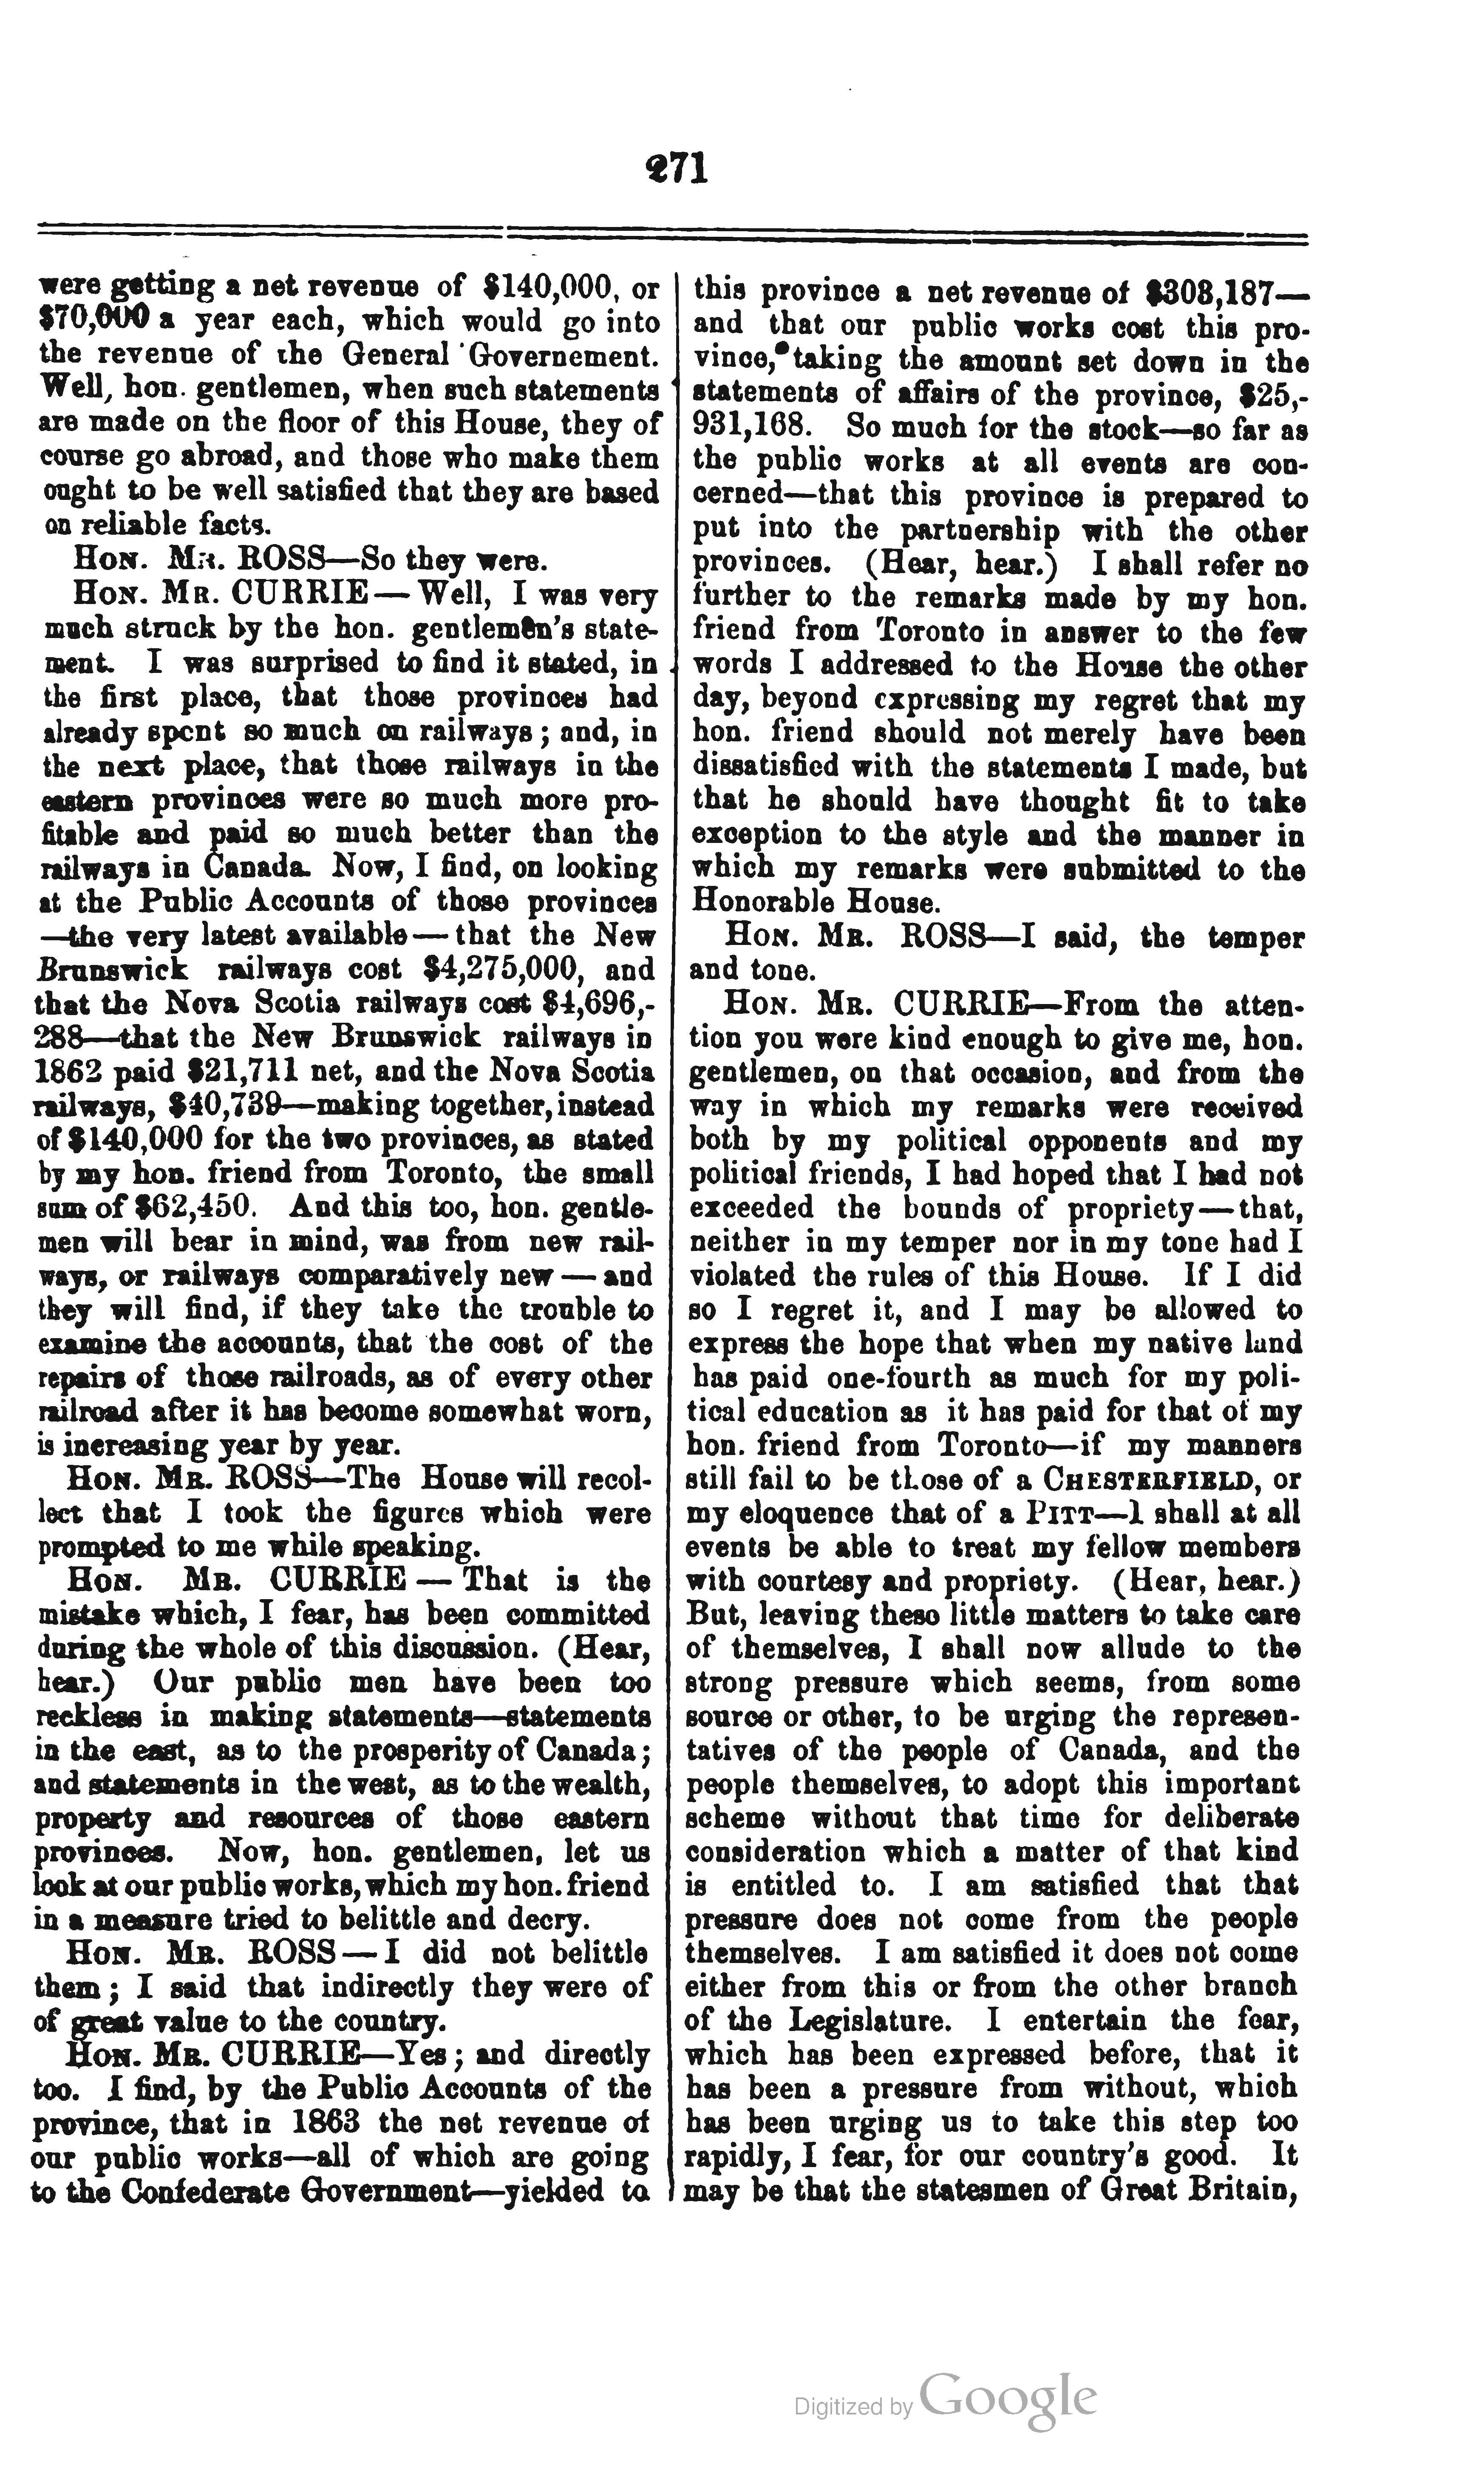 271
were getting a net revenue of $140,000, or
$70,000 a year each, which would go into
the revenue of the General Governement.
Well, hon. gentlemen, when such statements
are made on the floor of this House, they of
course go abroad, and those who make them
ought to be well satisfied that they are based
on reliable facts.
HON. MR. ROSS—So they were.
HON. MR. CURRIE—Well, I was very
much struck by the hon. gentlemen's state-
ment. I was surprised to find it stated, in
the first place, that those provinces had
already spent so much on railways; and, in
the next place, that those railways in the
eastern provinces were so much more pro-
fitable and paid so much better than the
railways in Canada. Now, I find, on looking
at the Public Accounts of those provinces
—the very latest available—that the New
Brunswick railways cost $4,275,000, and
that the Nova Scotia railways cost $4,696,-
288—that the New Brunswick railways in
1862 paid $21,711 net, and the Nova Scotia
railways, $40,739—making together, instead
of $140,000 for the two provinces, as stated
by my hon. friend from Toronto, the small
sum of $62,450. And this too, hon. gentle-
men will bear in mind, was from new rail-
ways, or railways comparatively new—and
they will find, if they take the trouble to
examine the accounts, that the cost of the
repairs of those railroads, as of every other
railroad after it has become somewhat worn,
is increasing year by year.
HON. MR. ROSS—The House will recol-
lect that I took the figures which were
prompted to me while speaking.
HON. MR. CURRIE—That is the
mistake which, I fear, has been committed
during the whole of this discussion. (Hear,
hear.) Our public men have been too
reckless in making statements—statements
in the east, as to the prosperity of Canada;
and statements in the west, as to the wealth,
property and resources of those eastern
provinces. Now, hon. gentlemen, let us
look at our public works, which my hon. friend
in a measure tried to belittle and decry.
HON. MR. ROSS—I did not belittle
them; I said that indirectly they were of
of great value to the country.
HON. MR. CURRIE—Yes; and directly
too. I find, by the Public Accounts of the
province, that in 1863 the net revenue of
our public works—all of which are going
to the Confederate Government—yielded to
this province a net revenue of $308,187—
and that our public works cost this pro-
vince, taking the amount set down in the
statements of affairs of the province, $25,-
931,168. So much for the stock—so far as
the public works at all events are con-
cerned—that this province is prepared to
put into the partnership with the other
provinces. (Hear, hear.) I shall refer no
further to the remarks made by my hon.
friend from Toronto in answer to the few
words I addressed to the House the other
day, beyond expressing my regret that my
hon. friend should not merely have been
dissatisfied with the statements I made, but
that he should have thought fit to take
exception to the style and the manner in
which my remarks were submitted to the
Honorable House.
HON. MR. ROSS—I said, the temper
and tone.
HON. MR. CURRIE—From the atten-
tion you were kind enough to give me, hon.
gentlemen, on that occasion, and from the
way in which my remarks were received
both by my political opponents and my
political friends, I had hoped that I had not
exceeded the bounds of propriety—that,
neither in my temper nor in my tone had I
violated the rules of this House. If I did
so I regret it, and I may be allowed to
express the hope that when my native land
has paid one-fourth as much for my poli-
tical education as it has paid for that of my
hon. friend from Toronto—if my manners
still fail to be those of a CHESTERFIELD, or
my eloquence that of a PITT—I shall at all
events be able to treat my fellow members
with courtesy and propriety. (Hear, hear.)
But, leaving these little matters to take care
of themselves, I shall now allude to the
strong pressure which seems, from some
source or other, to be urging the represen-
tatives of the people of Canada, and the
people themselves, to adopt this important
scheme without that time for deliberate
consideration which a matter of that kind
is entitled to. I am satisfied that that
pressure does not come from the people
themselves. I am satisfied it does not come
either from this or from the other branch
of the Legislature. I entertain the fear,
which has been expressed before, that it
has been a pressure from without, which
has been urging us to take this step too
rapidly, I fear, for our country's good. It
may be that the statesmen of Great Britain,
Digitized by Google